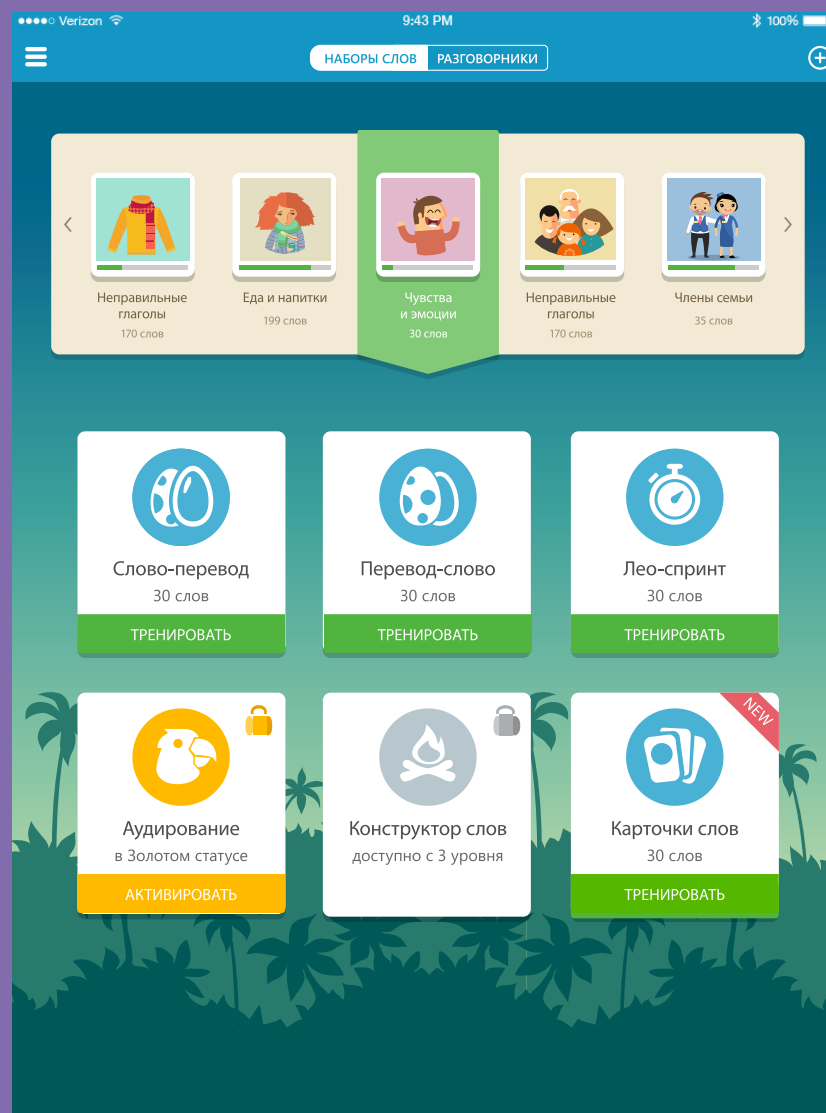 Verizon 9:43 PM 100%
НАБОРЫ СЛОВ РАЗГОВОРНИКИ
Неправильные
глаголы
170 слов
Еда и напитки
199 слов
Чувства
и эмоции
30 слов
Неправильные
глаголы
170 слов
Члены семьи
35 слов
Слово-перевод
30 слов
ТРЕНИРОВАТЬ
Перевод-слово
30 слов
ТРЕНИРОВАТЬ
Лео-спринт
30 слов
ТРЕНИРОВАТЬ
Аудирование
в Золотом статусе
АКТИВИРОВАТЬ
Конструктор слов
доступно с 3 уровня
NEW
Карточки слов
30 слов
ТРЕНИРОВАТЬ